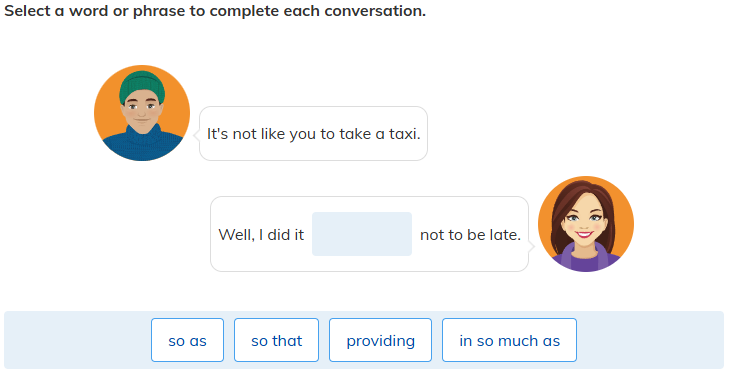 Select a word or phrase to complete each conversation.
It's not like you to take a taxi.
Well, I did it not to be late.
so as so that providing in so much as